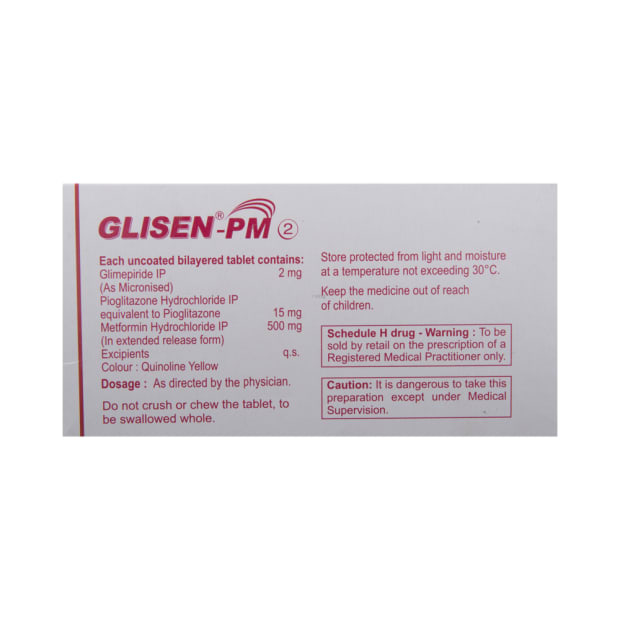 GLISEN®-PM 2
Each uncoated bilayered tablet contains:
Glimepiride IP 2 mg
(As Micronised)
Pioglitazone Hydrochloride IP
equivalent to Pioglitazone 15 mg
Metformin Hydrochloride IP 500 mg
(In extended release form)
Excipients q.s.
Colour : Quinoline Yellow
Dosage : As directed by the physician.
Do not crush or chew the tablet, to
be swallowed whole.
Store protected from light and moisture
at a temperature not exceeding 30°C.
Keep the medicine out of reach
of children.
Schedule H drug - Warning : To be
sold by retail on the prescription of a
Registered Medical Practitioner only.
Caution: It is dangerous to take this
preparation except under Medical
Supervision.